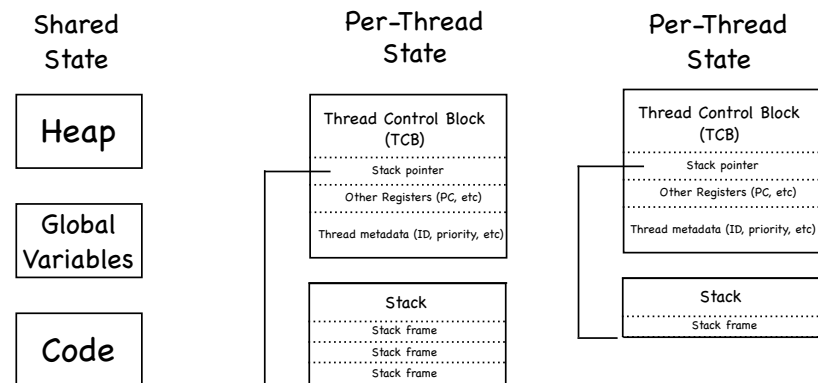 Shared
State
Heap
Global
Variables
Code
Per-Thread
State
Thread Control Block
(TCB)
Stack pointer
Other Registers (PC, etc)
Thread metadata (ID, priority, etc)
Stack
Stack frame
Stack frame
Stack frame
Per-Thread
State
Thread Control Block
(TCB)
Stack pointer
Other Registers (PC, etc)
Thread metadata (ID, priority, etc)
Stack
Stack frame